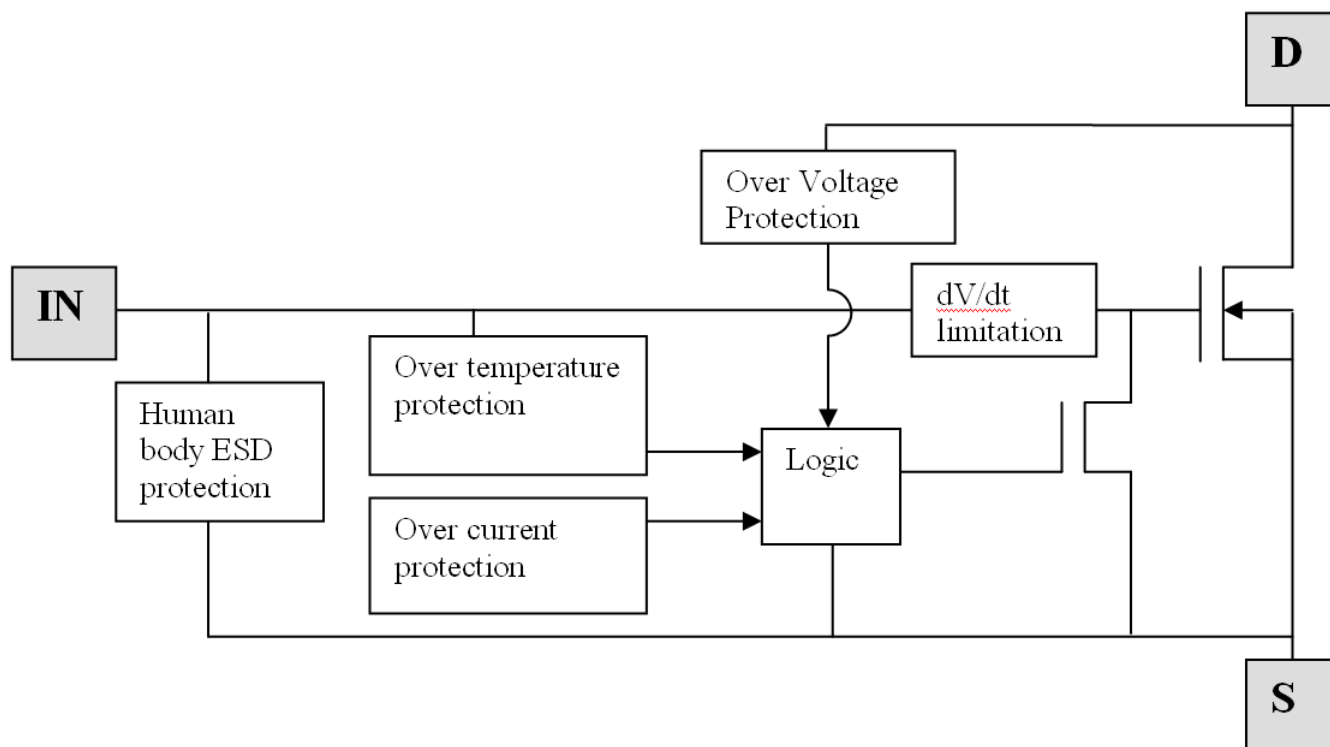 D
Over Voltage
Protection
IN
dV/dt
limitation
Over temperature
protection
Human
body ESD
protection
Logic
Over current
protection
S